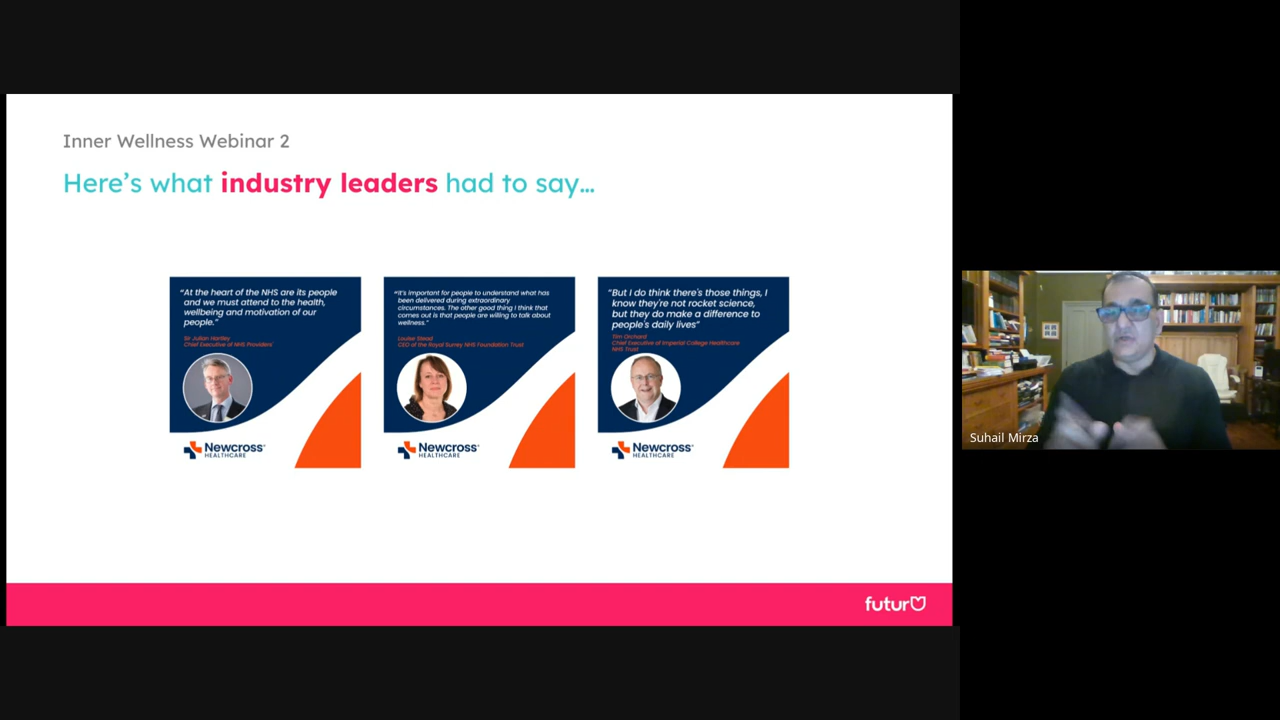 Inner Wellness Webinar 2
Here’s what industry leaders had to say...
“At the heart of the NHS are its people
and we must attend to the health,
wellbeing and motivation of our
people.”
Sir Julian Hartley
Chief Executive of NHS Providers
Newcross
HEALTHCARE
“It's important for people to understand what has
been delivered during extraordinary
circumstances. The other good thing I think that
comes out is that people are willing to talk about
wellness.”
Louise Stead
CEO of the Royal Surrey NHS Foundation Trust
Newcross
HEALTHCARE
“But I do think there's those things, I
know they're not rocket science,
but they do make a difference to
people's daily lives”
Tim Orchard
Chief Executive of Imperial College Healthcare
NHS Trust
Newcross
HEALTHCARE
futurU
Suhail Mirza